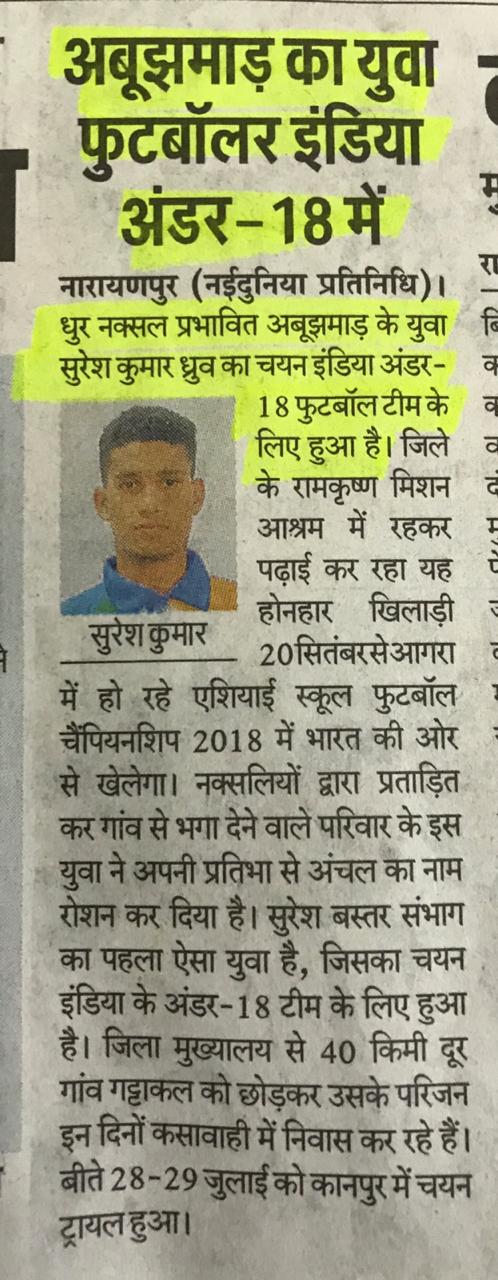 अबूझमाड़ का युवा
फुटबॉलर इंडिया
अंडर-18 में
नारायणपुर (नईदुनिया प्रतिनिधि)।
धुर नक्सल प्रभावित अबूझमाड़ के युवा
सुरेश कुमार ध्रुव का चयन इंडिया अंडर-
18 फुटबॉल टीम के
लिए हुआ है। जिले
के रामकृष्ण मिशन
आश्रम में रहकर
पढ़ाई कर रहा यह
होनहार खिलाड़ी
20 सितंबर से आगरा
सुरेश कुमार
में हो रहे एशियाई स्कूल फुटबॉल
चैंपियनशिप 2018 में भारत की ओर
से खेलेगा। नक्सलियों द्वारा प्रताड़ित
कर गांव से भगा देने वाले परिवार के इस
युवा ने अपनी प्रतिभा से अंचल का नाम
रोशन कर दिया है। सुरेश बस्तर संभाग
का पहला ऐसा युवा है, जिसका चयन
इंडिया के अंडर-18 टीम के लिए हुआ
है। जिला मुख्यालय से 40 किमी दूर
गांव गट्टाकल को छोड़कर उसके परिजन
इन दिनों कसावाही में निवास कर रहे हैं।
बीते 28-29 जुलाई को कानपुर में चयन
ट्रायल हुआ।